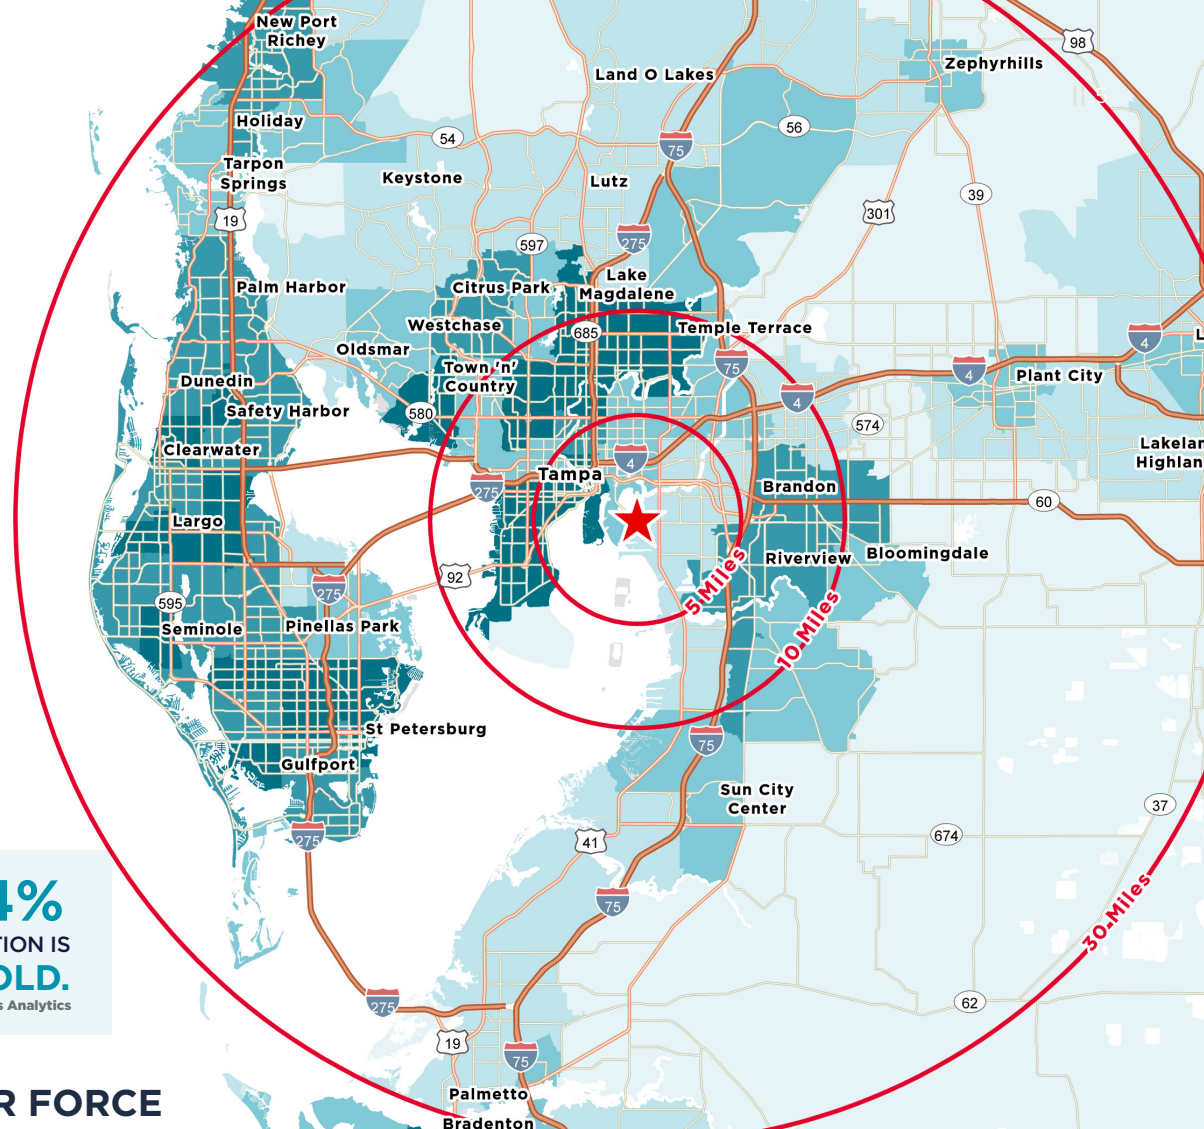 New Port
Richey
98
Land O Lakes
Zephyrhills
Holiday
54
75
56
Tarpon
Springs
Keystone
Lutz
39
301
19
597
275
Lake
Magdalene
Palm Harbor
Citrus Park
Westchase
685
Temple Terrace
Oldsmar
4
L
Town 'n'
Country
75
4
Plant City
Dunedin
4
Safety Harbor
580
574
Clearwater
4
Lakelan
Highlan
Tampa
275
Brandon
60
Largo
Riverview
Bloomingdale
92
5 Miles
275
595
Seminole
Pinellas Park
10 Miles
St Petersburg
75
Gulfport
Sun City
Center
37
275
41
674
4%
75
30 Miles
TION IS
OLD.
s Analytics
275
62
19
75
Palmetto
R FORCE
Bradenton